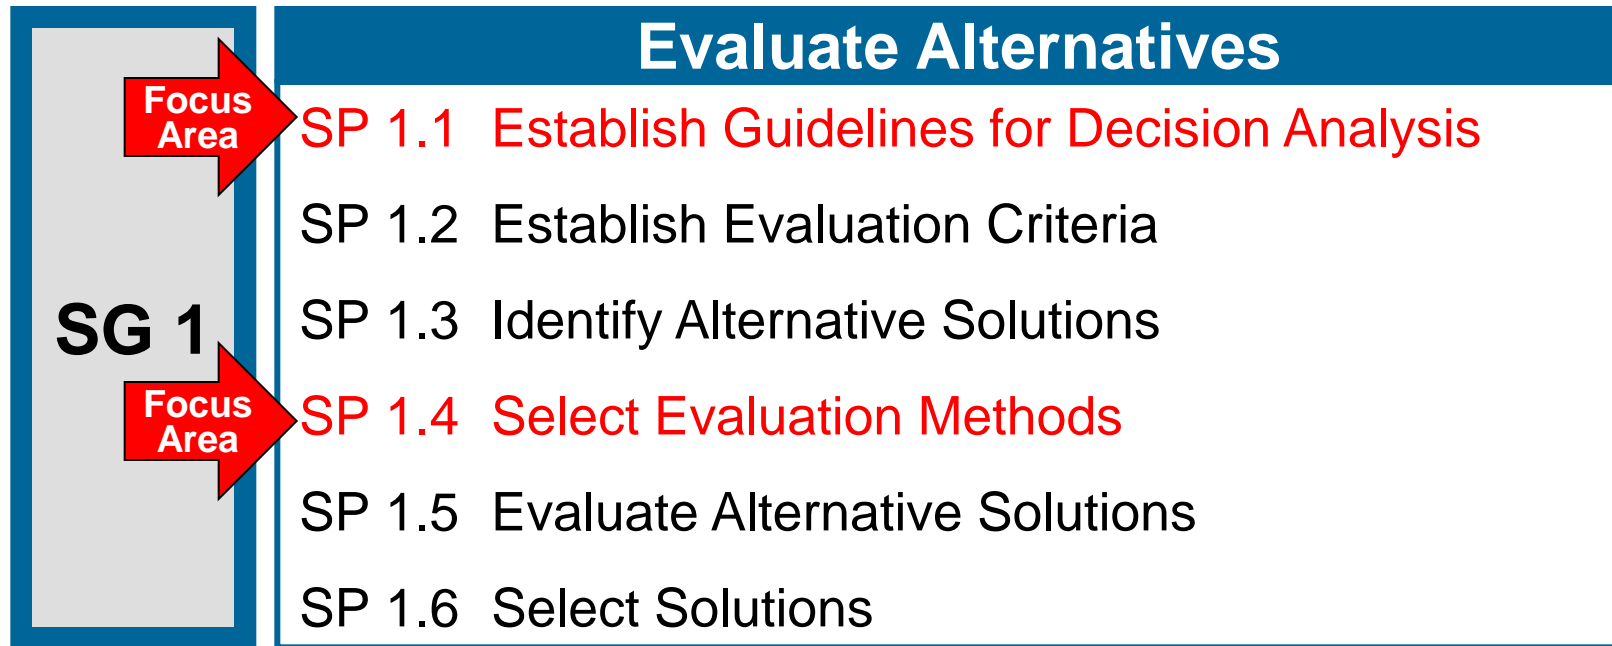 Evaluate Alternatives
Focus
Area
SP 1.1 Establish Guidelines for Decision Analysis
SP 1.2 Establish Evaluation Criteria
SG 1
SP 1.3 Identify Alternative Solutions
Focus
Area
SP 1.4 Select Evaluation Methods
SP 1.5 Evaluate Alternative Solutions
SP 1.6 Select Solutions